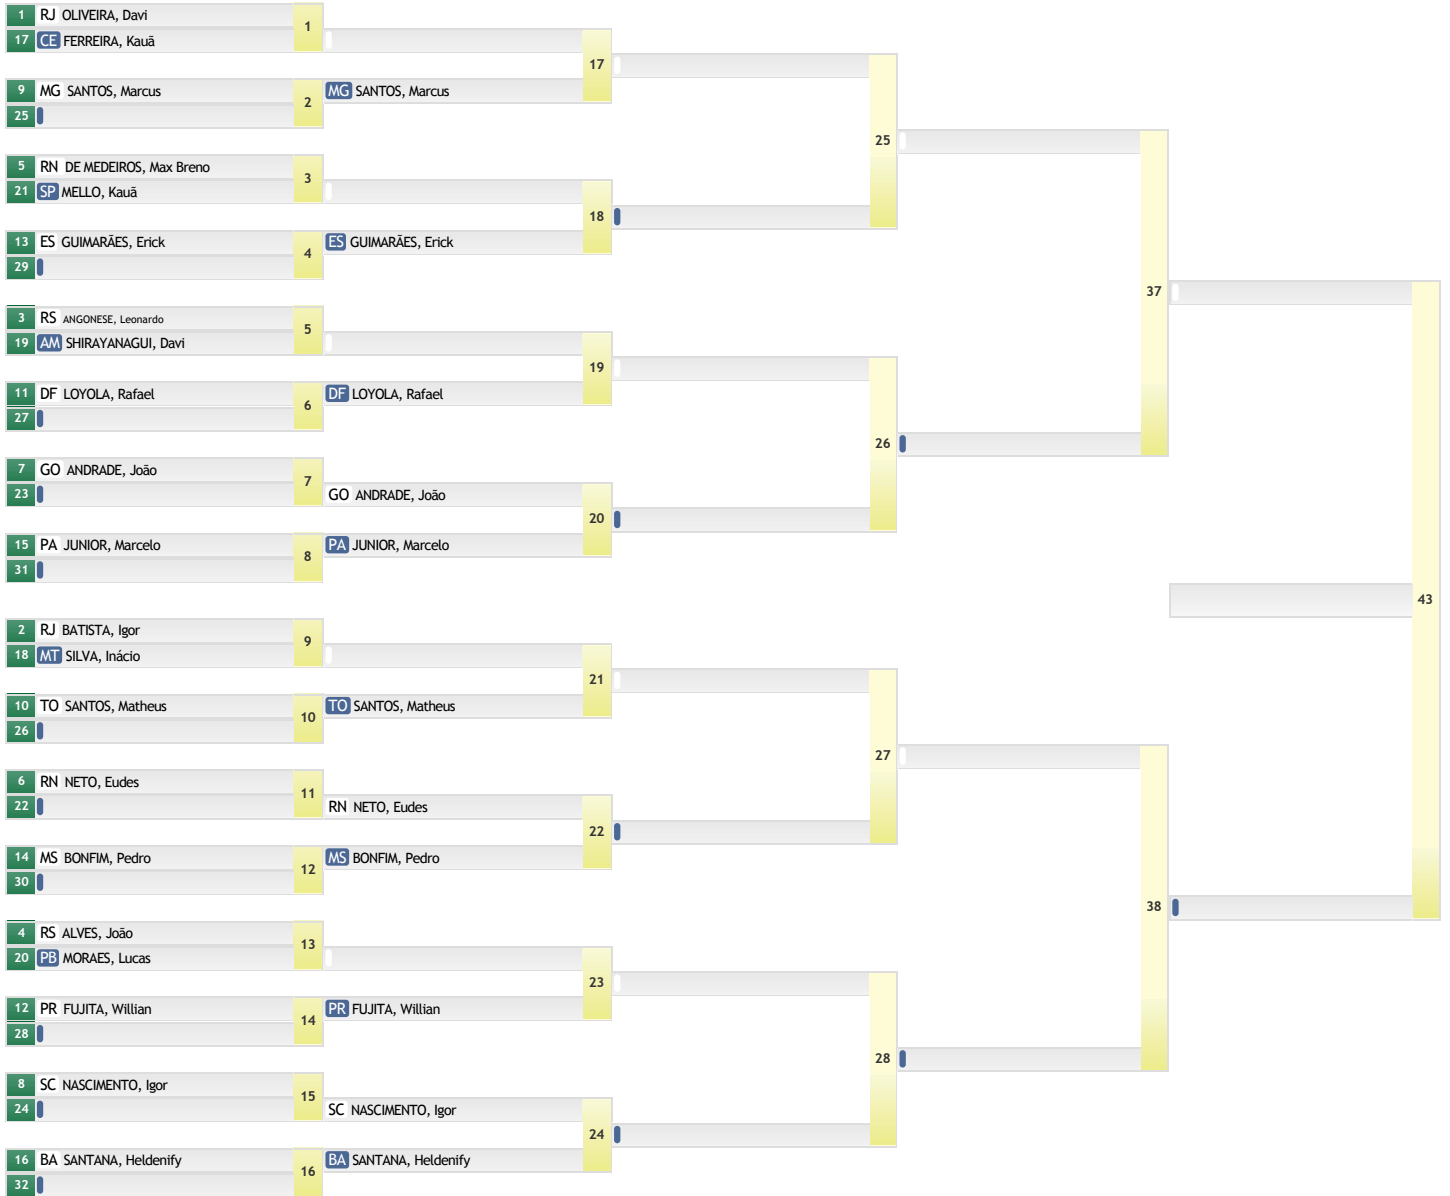 1 RJ OLIVEIRA, Davi
1
17 CE FERREIRA, Kauã
17
9 MG SANTOS, Marcus
MG SANTOS, Marcus
2
25
25
5 RN DE MEDEIROS, Max Breno
3
21 SP MELLO, Kauã
18
13 ES GUIMARÃES, Erick
ES GUIMARÃES, Erick
4
29
37
3 RS ANGONESE, Leonardo
5
19 AM SHIRAYANAGUI, Davi
19
11 DF LOYOLA, Rafael
DF LOYOLA, Rafael
6
27
26
7 GO ANDRADE, João
7
23
GO ANDRADE, João
20
15 PA JUNIOR, Marcelo
PA JUNIOR, Marcelo
8
31
43
2 RJ BATISTA, Igor
9
18 MT SILVA, Inácio
21
10 TO SANTOS, Matheus
TO SANTOS, Matheus
10
26
27
6 RN NETO, Eudes
11
22
RN NETO, Eudes
22
14 MS BONFIM, Pedro
MS BONFIM, Pedro
12
30
38
4 RS ALVES, João
13
20 PB MORAES, Lucas
23
12 PR FUJITA, Willian
PR FUJITA, Willian
14
28
28
8 SC NASCIMENTO, Igor
15
24
SC NASCIMENTO, Igor
24
16 BA SANTANA, Heldenify
BA SANTANA, Heldenify
16
32